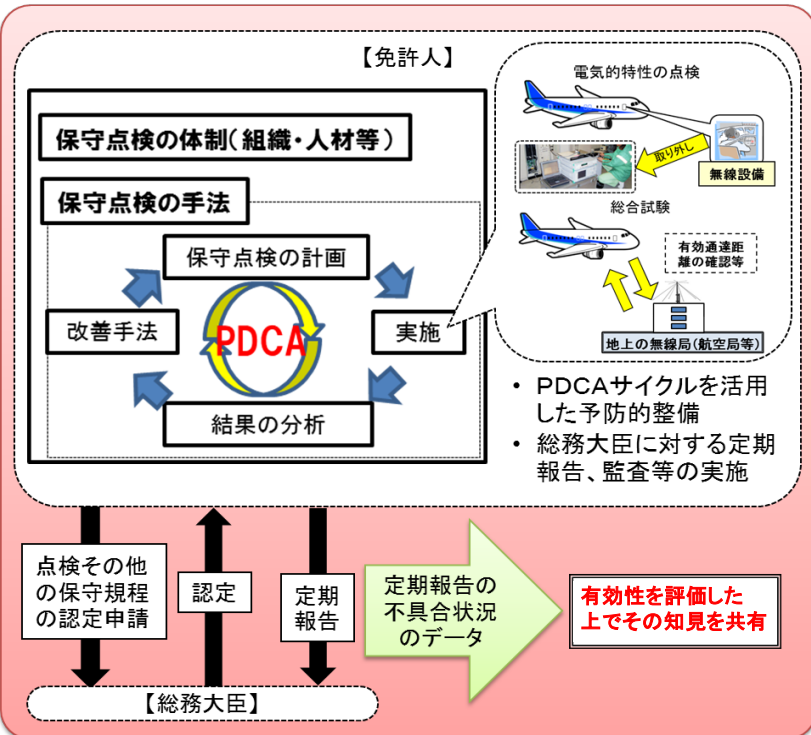 【免許人】
保守点検の体制(組織・人材等)
保守点検の手法
保守点検の計画
改善手法
PDCA
実施
結果の分析
電気的特性の点検
取り外し
無線設備
総合試験
有効通達距
離の確認等
地上の無線局(航空局等)
• PDCAサイクルを活用
した予防的整備
• 総務大臣に対する定期
報告、監査等の実施
点検その他
の保守規程
の認定申請
認定
定期
報告
定期報告の
不具合状況
のデータ
有効性を評価した
上でその知見を共有
【総務大臣】